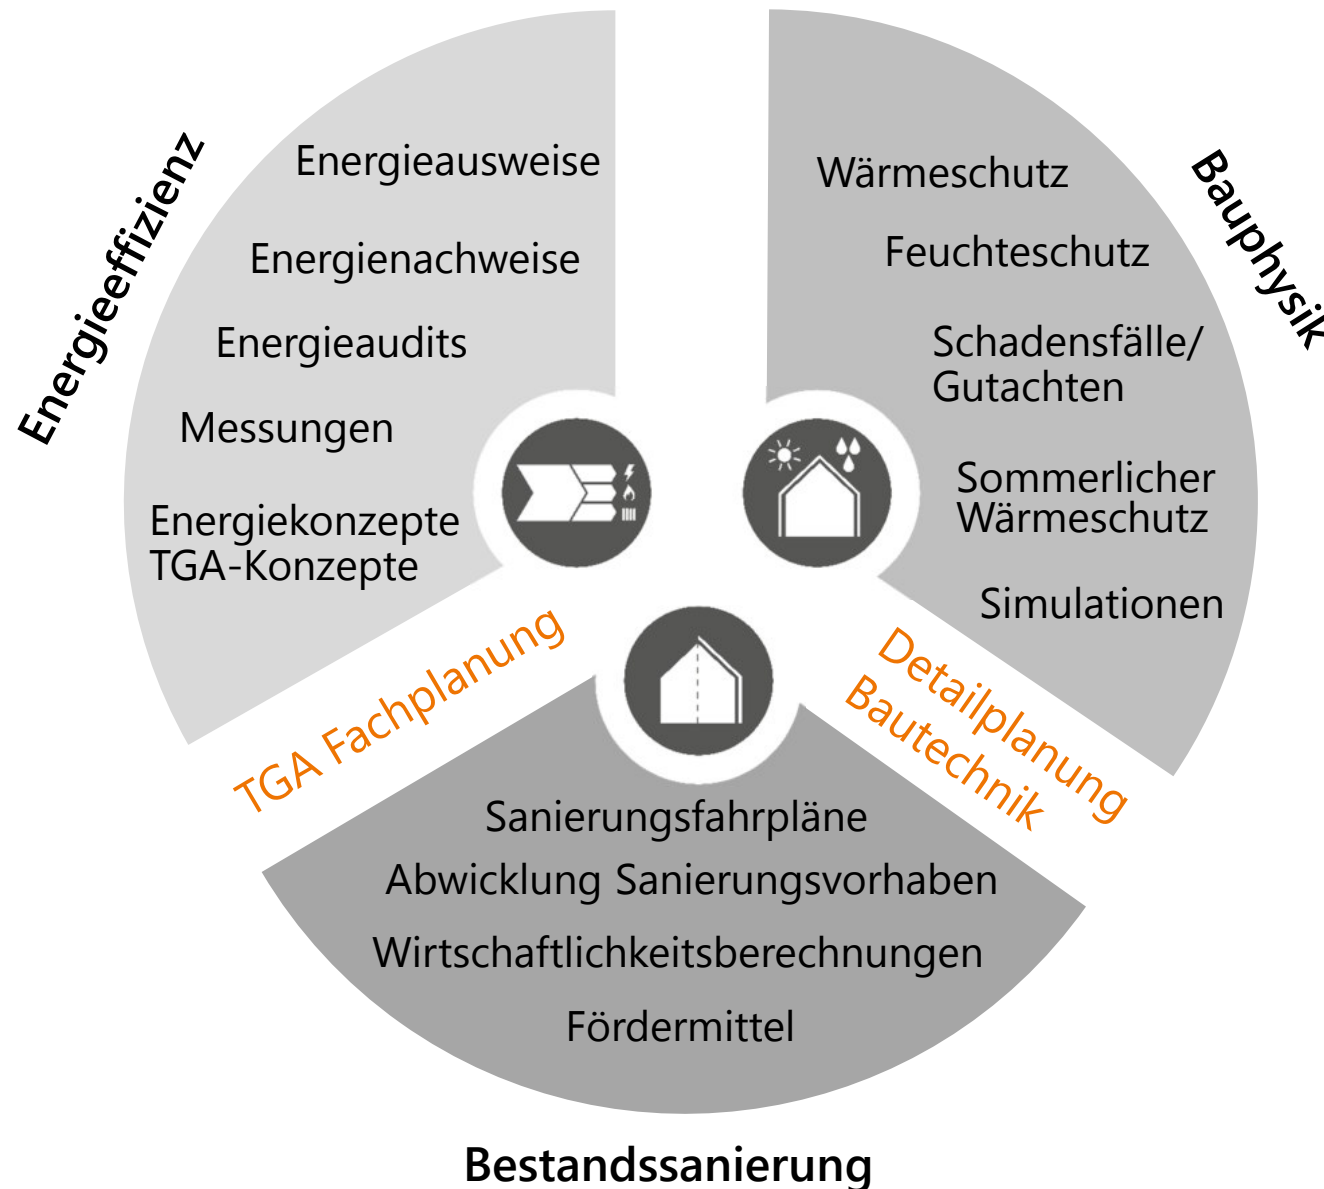 Energieeffizienz
Energieausweise
Energienachweise
Energieaudits
Messungen
Energiekonzepte
TGA-Konzepte
Bauphysik
Wärmeschutz
Feuchteschutz
Schadensfälle/
Gutachten
Sommerlicher
Wärmeschutz
Simulationen
TGA Fachplanung
Detailplanung
Bautechnik
Sanierungsfahrpläne
Abwicklung Sanierungsvorhaben
Wirtschaftlichkeitsberechnungen
Fördermittel
Bestandssanierung